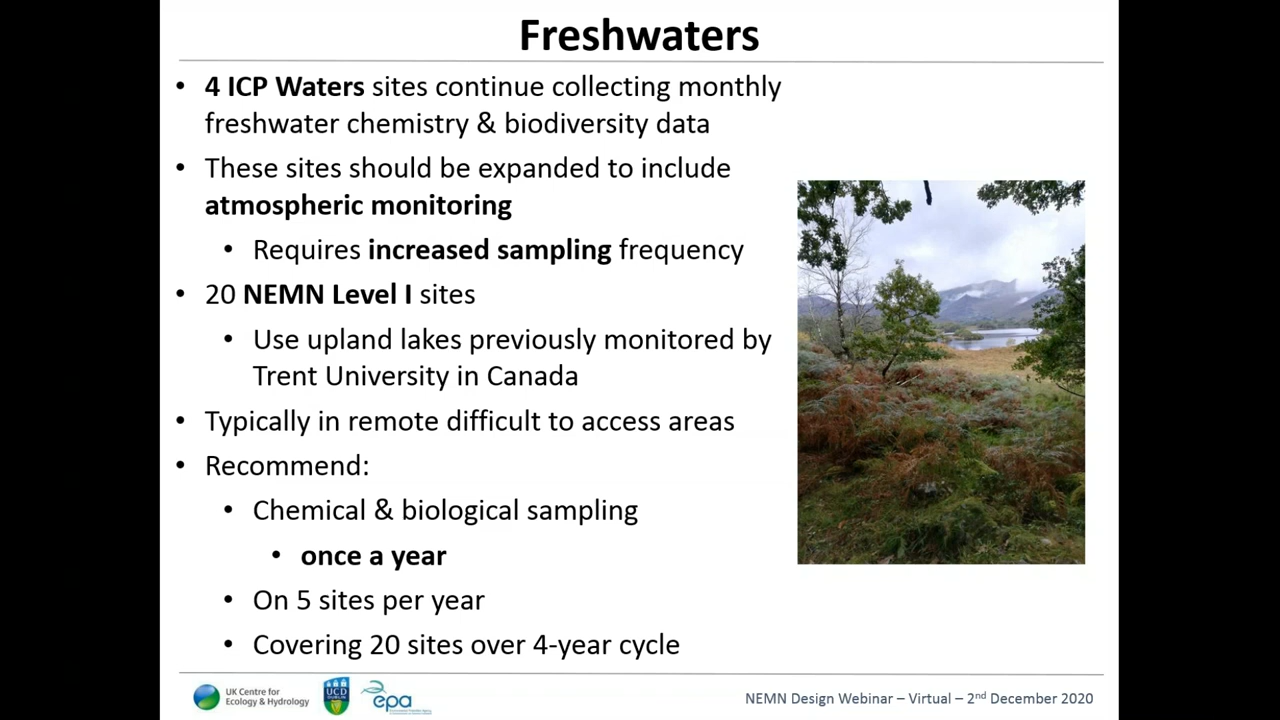 Freshwaters
• 4 ICP Waters sites continue collecting monthly
freshwater chemistry & biodiversity data
• These sites should be expanded to include
atmospheric monitoring
• Requires increased sampling frequency
• 20 NEMN Level I sites
• Use upland lakes previously monitored by
Trent University in Canada
• Typically in remote difficult to access areas
• Recommend:
• Chemical & biological sampling
• once a year
• On 5 sites per year
• Covering 20 sites over 4-year cycle
UK Centre for
Ecology & Hydrology
UCD
DUBLIN
epa
NEMN Design Webinar – Virtual – 2nd December 2020